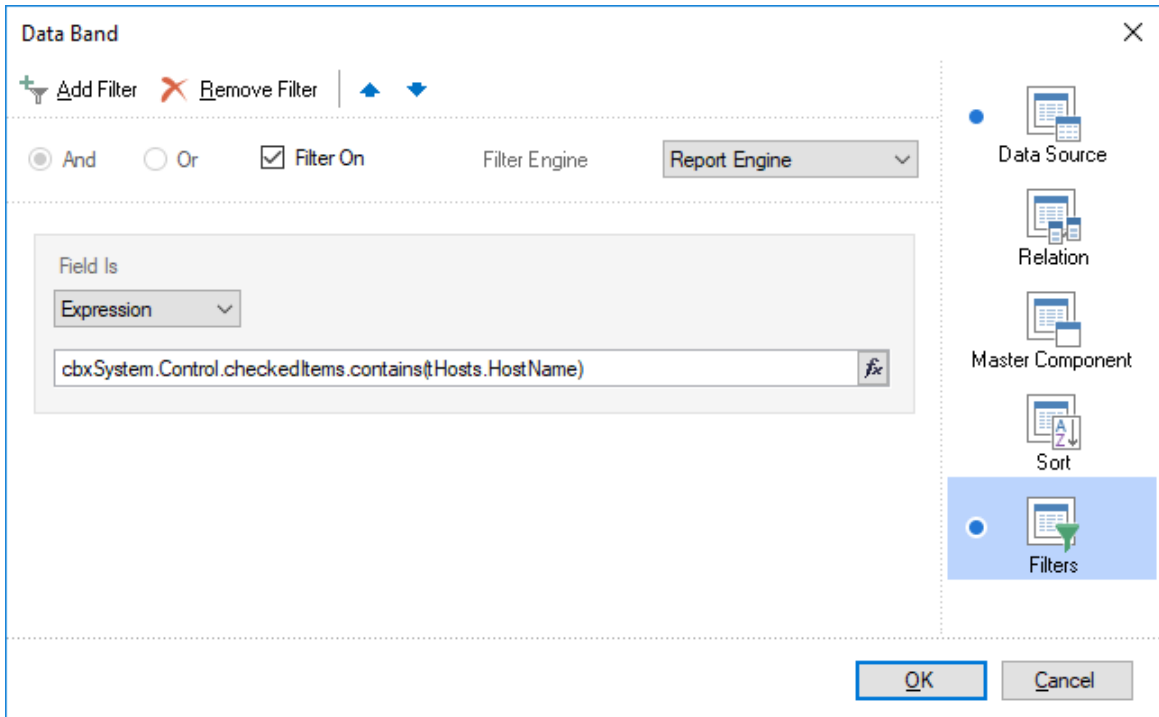 Data Band
Add Filter Remove Filter
And Or Filter On Filter Engine Report Engine
Field Is
Expression
cbxSystem.Control.checkedItems.contains(tHosts.HostName) fx
Data Source
Relation
Master Component
A
Z
Sort
Filters
OK Cancel